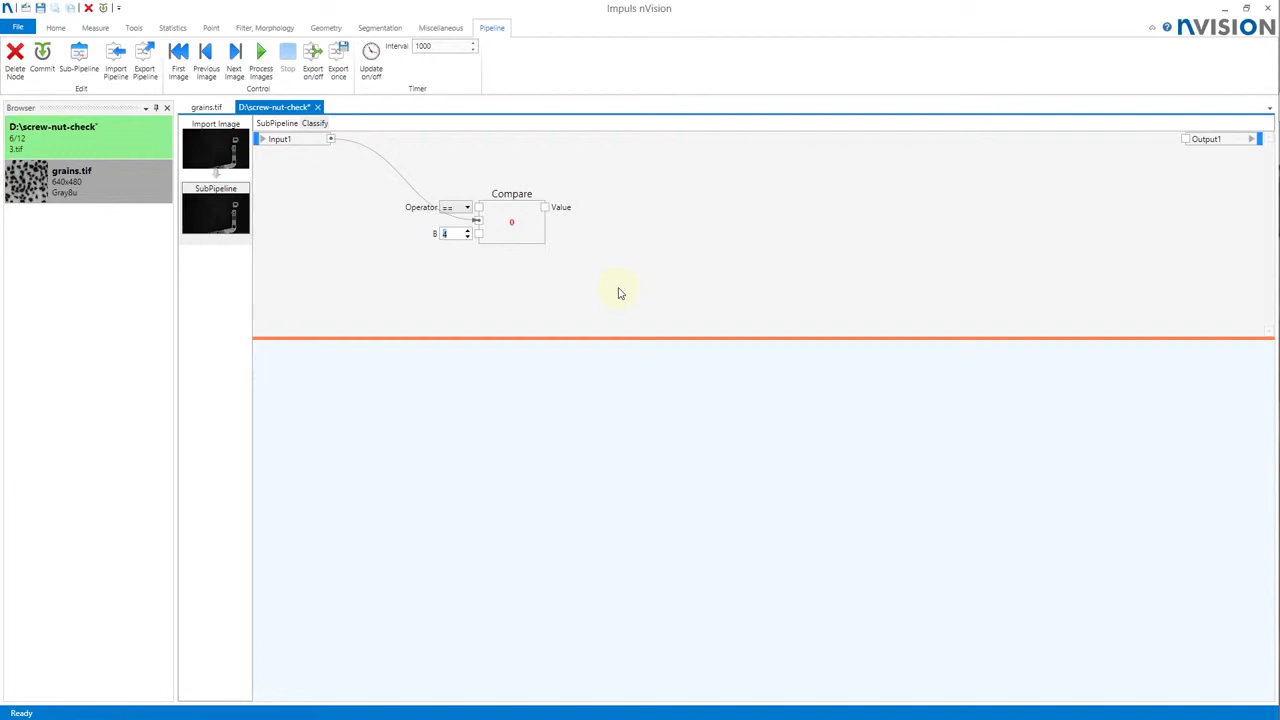 Impuls nVision
File Home Measure Tools Statistics Point Filter, Morphology Geometry Segmentation Miscellaneous Pipeline
nVISION
Delete Node
Commit
Sub-Pipeline
Import Pipeline
Export Pipeline
First Image
Previous Image
Next Image
Process Images
Stop
Export on/off
Export once
Update on/off
Interval 1000
Edit Control Timer
Browser
grains.tif D:\screw-nut-check*
D:\screw-nut-check*
6/12
3.tif
grains.tif
640x480
Gray8u
Import Image
SubPipeline
SubPipeline Classify
Input1
Output1
Compare
Operator == Value
0
B 4
Ready